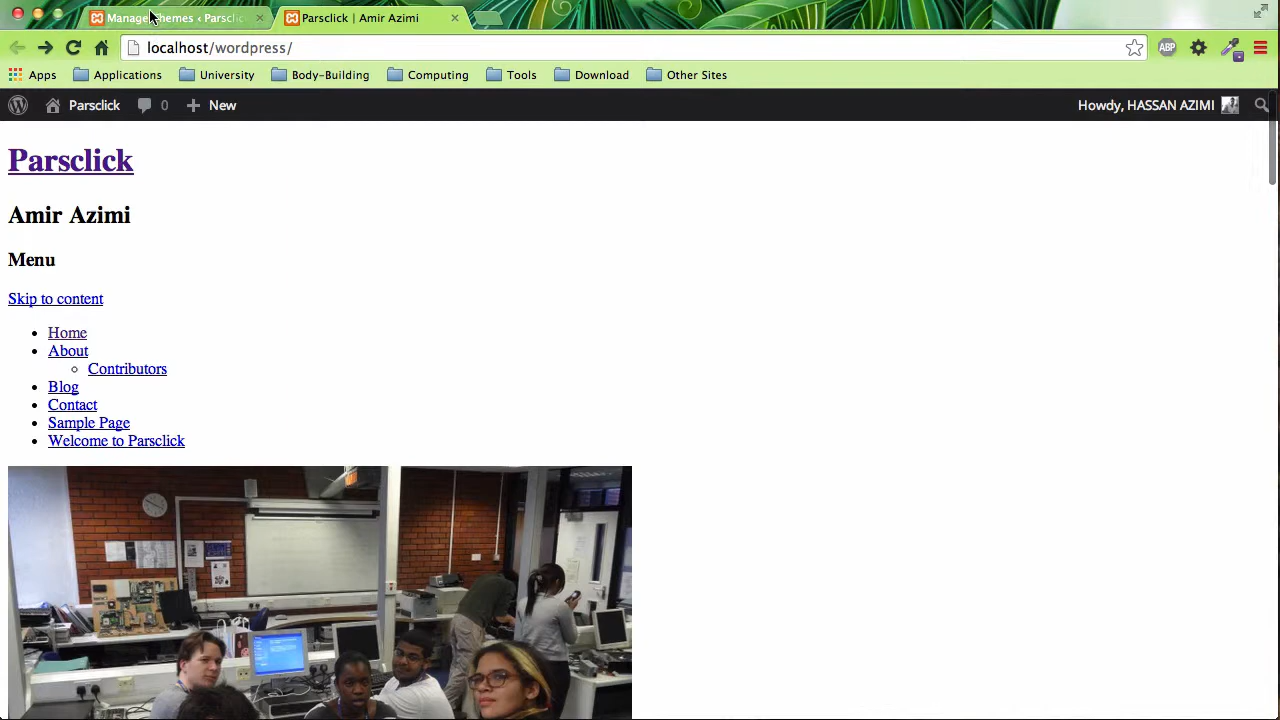 Manage Themes ‹ Parsclic
Parsclick | Amir Azimi
localhost/wordpress/
ABP
Apps Applications University Body-Building Computing Tools Download Other Sites
Parsclick 0 New Howdy, HASSAN AZIMI
Parsclick
Amir Azimi
Menu
Skip to content
Home
About
Contributors
Blog
Contact
Sample Page
Welcome to Parsclick